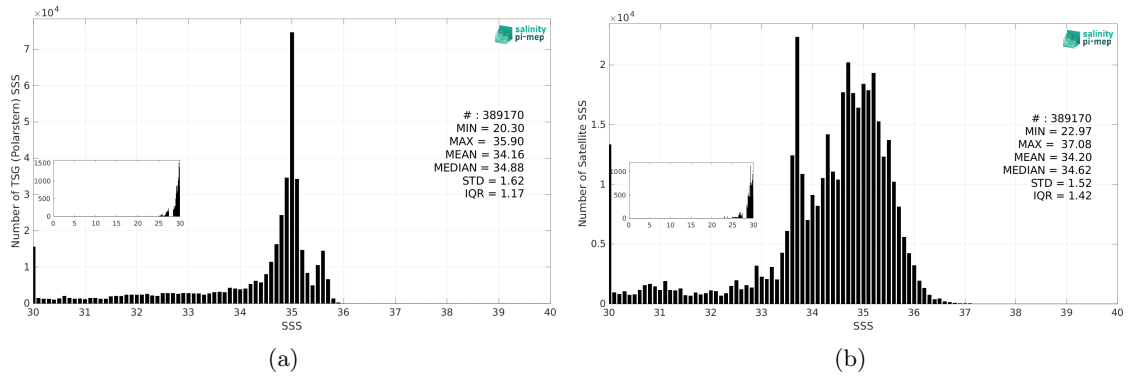 ×10⁴
7
6
5
4
3
2
1
0
Number of TSG (Polarstern) SSS
salinity
pi-mep
# : 389170
MIN = 20.30
MAX = 35.90
MEAN = 34.16
MEDIAN = 34.88
STD = 1.62
IQR = 1.17
1500
1000
500
0
0 5 10 15 20 25 30
30 31 32 33 34 35 36 37 38 39 40
SSS
(a)
×10⁴
2
1.5
1
0.5
0
Number of Satellite SSS
salinity
pi-mep
# : 389170
MIN = 22.97
MAX = 37.08
MEAN = 34.20
MEDIAN = 34.62
STD = 1.52
IQR = 1.42
1000
500
0
0 5 10 15 20 25 30
30 31 32 33 34 35 36 37 38 39 40
SSS
(b)